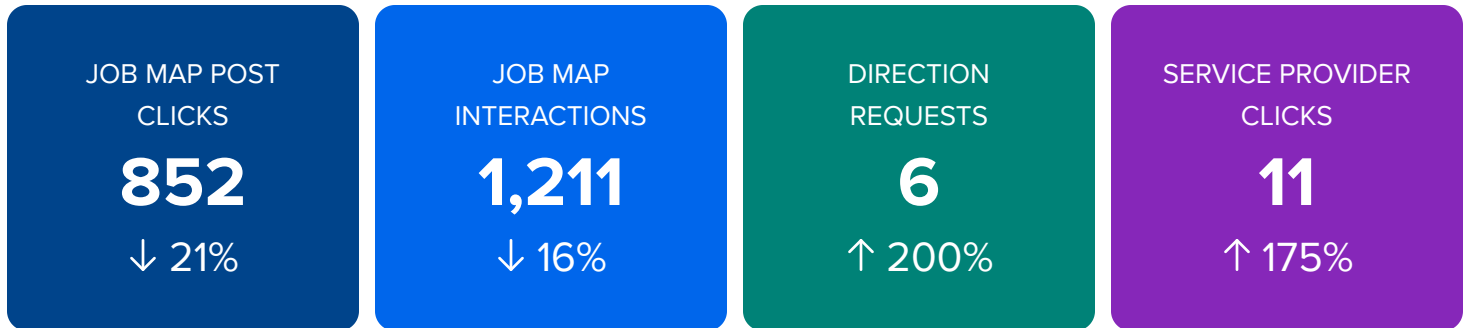 JOB MAP POST
CLICKS
852
↓ 21%
JOB MAP
INTERACTIONS
1,211
↓ 16%
DIRECTION
REQUESTS
6
↑ 200%
SERVICE PROVIDER
CLICKS
11
↑ 175%